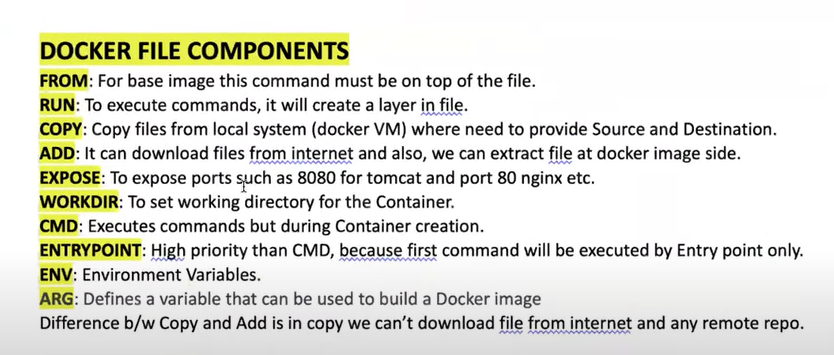 DOCKER FILE COMPONENTS
FROM: For base image this command must be on top of the file.
RUN: To execute commands, it will create a layer in file.
COPY: Copy files from local system (docker VM) where need to provide Source and Destination.
ADD: It can download files from internet and also, we can extract file at docker image side.
EXPOSE: To expose ports such as 8080 for tomcat and port 80 nginx etc.
WORKDIR: To set working directory for the Container.
CMD: Executes commands but during Container creation.
ENTRYPOINT: High priority than CMD, because first command will be executed by Entry point only.
ENV: Environment Variables.
ARG: Defines a variable that can be used to build a Docker image
Difference b/w Copy and Add is in copy we can’t download file from internet and any remote repo.